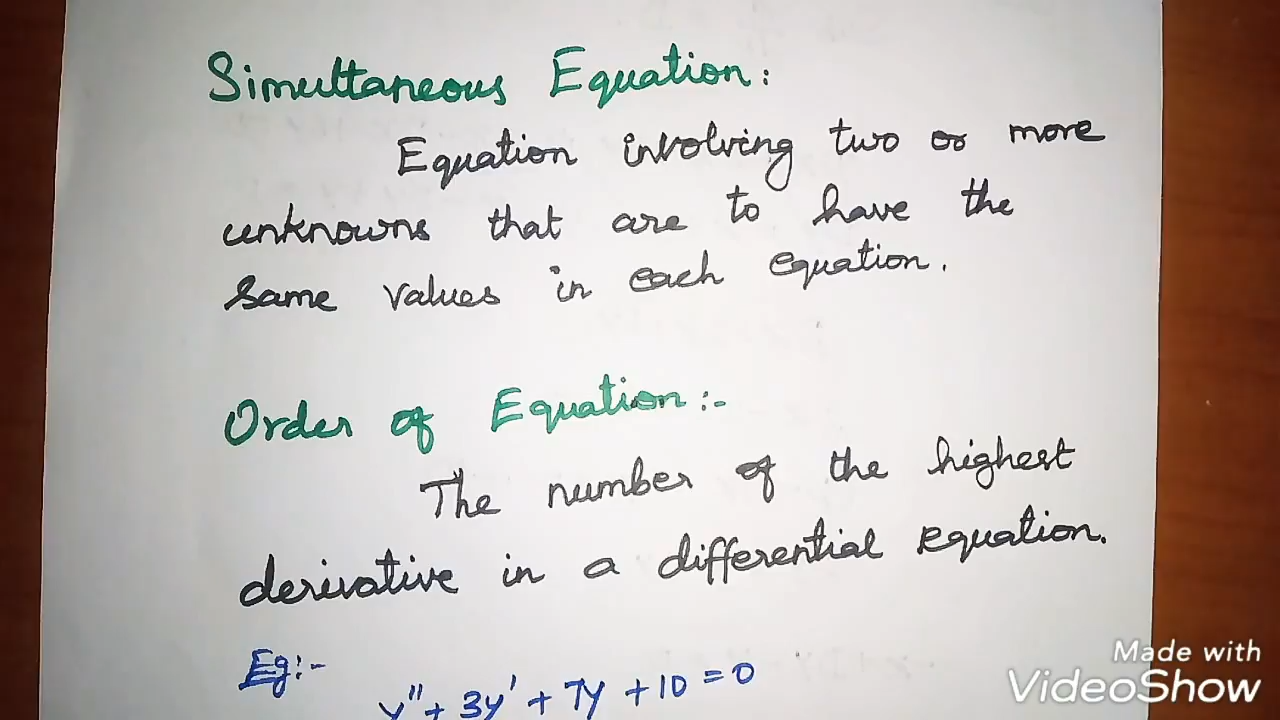 Simultaneous Equation:
Equation involving two or more
unknowns that are to have the
Same values in each equation.
Order of Equation:-
The number of the highest
derivative in a differential equation.
Eg:-
y'' + 3y' + 7y + 10 = 0
Made with
VideoShow